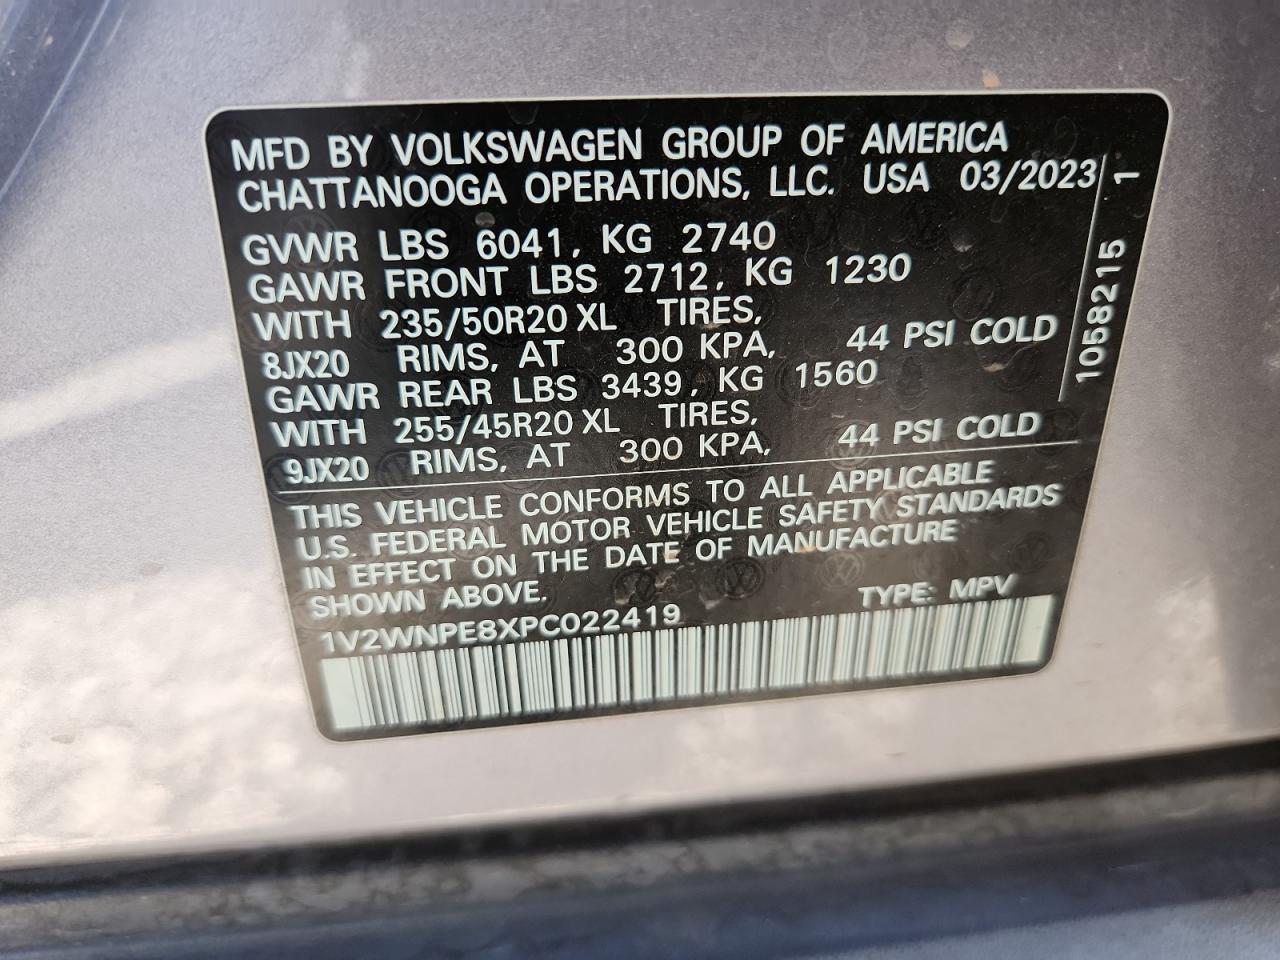 MFD BY VOLKSWAGEN GROUP OF AMERICA
CHATTANOOGA OPERATIONS, LLC. USA 03/2023
GVWR LBS 6041, KG 2740
GAWR FRONT LBS 2712, KG 1230
WITH 235/50R20 XL TIRES,
8JX20 RIMS, AT 300 KPA, 44 PSI COLD
GAWR REAR LBS 3439, KG 1560
WITH 255/45R20 XL TIRES,
9JX20 RIMS, AT 300 KPA, 44 PSI COLD
THIS VEHICLE CONFORMS TO ALL APPLICABLE
U.S. FEDERAL MOTOR VEHICLE SAFETY STANDARDS
IN EFFECT ON THE DATE OF MANUFACTURE
SHOWN ABOVE.
1V2WNPE8XPC022419 TYPE: MPV
1058215 1